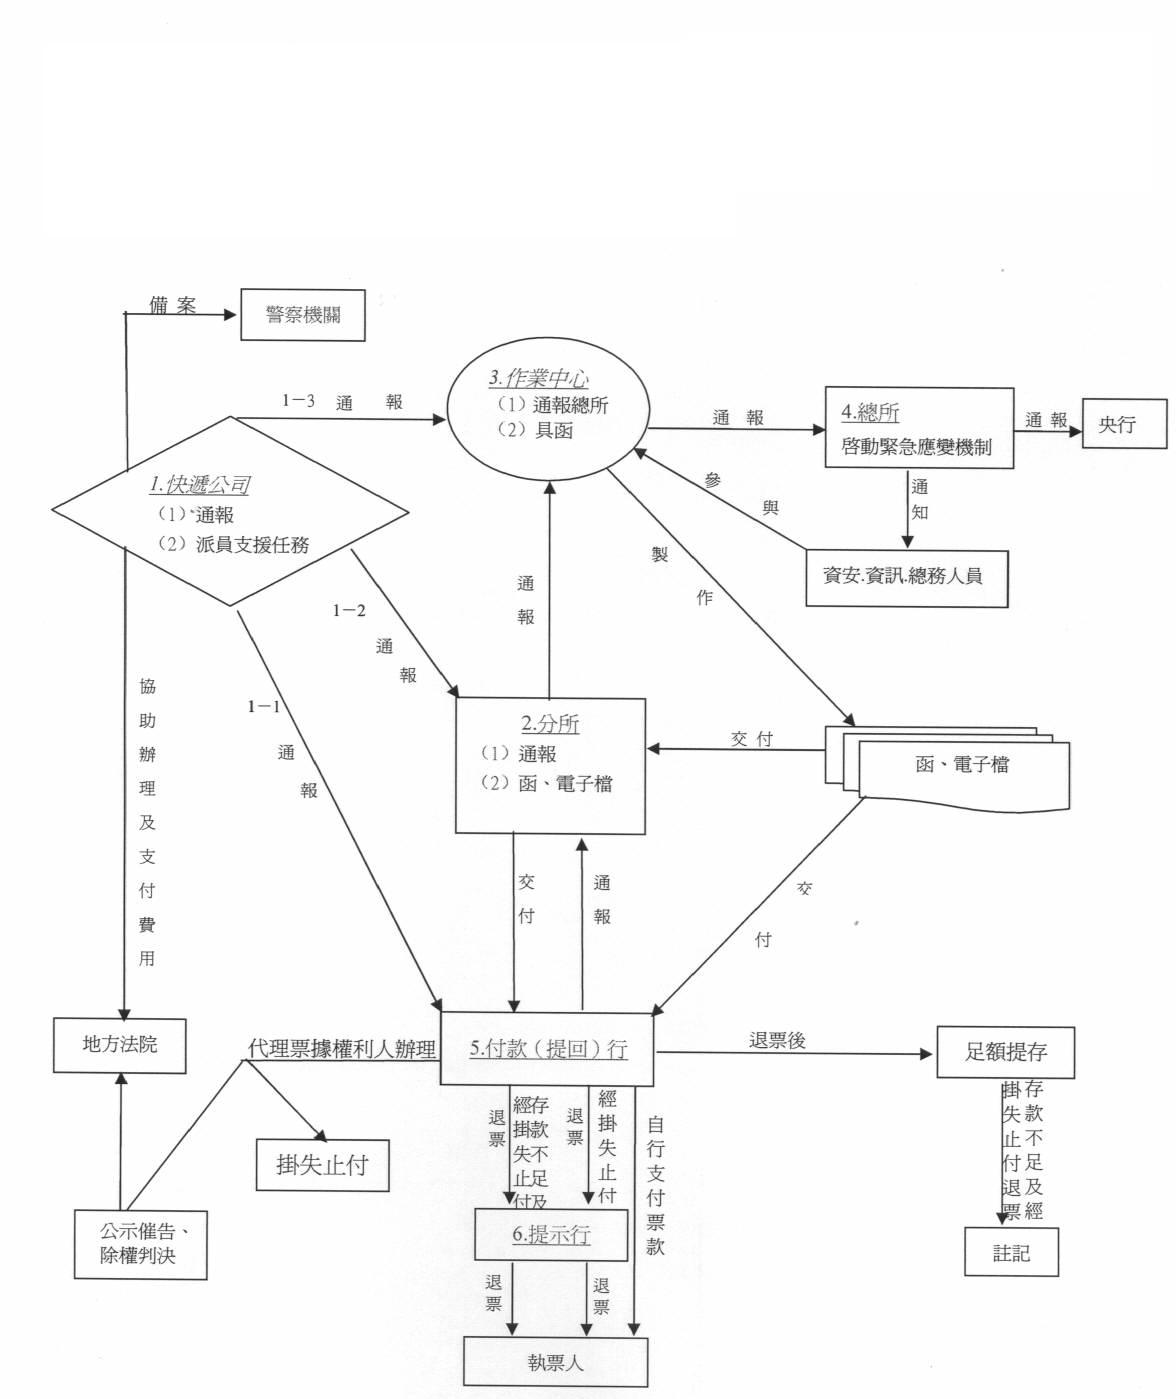 備案
警察機關
1－3 通報
3.作業中心
（1）通報總所
（2）具函
通報
4.總所
啓動緊急應變機制
通報
央行
1.快遞公司
（1）通報
（2）派員支援任務
參與
通知
資安.資訊.總務人員
製作
通報
1－2
通報
1－1
通報
協助辦理及支付費用
2.分所
（1）通報
（2）函、電子檔
交付
函、電子檔
交付
通報
交付
地方法院
代理票據權利人辦理
5.付款（提回）行
退票後
足額提存
掛失止付
退票
存款不足及
經掛失止付
退票
經掛失止付
自行支付票款
存款不足及經
掛失止付退票
公示催告、
除權判決
6.提示行
註記
退票
退票
執票人